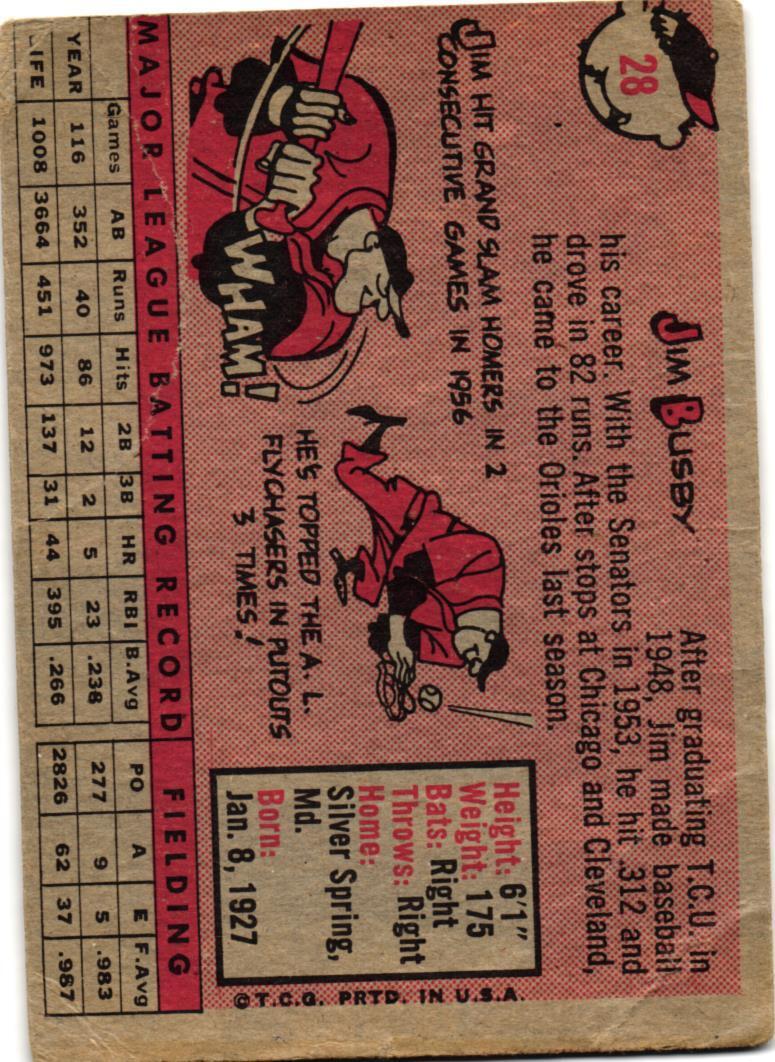 28
JIM BUSBY
After graduating T.C.U. in
1948, Jim made baseball
his career. With the Senators in 1953, he hit .312 and
drove in 82 runs. After stops at Chicago and Cleveland,
he came to the Orioles last season.
JIM HIT GRAND SLAM HOMERS IN 2
CONSECUTIVE GAMES IN 1956
WHAM!
HE'S TOPPED THE A. L.
FLYCHASERS IN PUTOUTS
3 TIMES!
Height: 6'1"
Weight: 175
Bats: Right
Throws: Right
Home:
Silver Spring,
Md.
Born:
Jan. 8, 1927
MAJOR LEAGUE BATTING RECORD FIELDING
Games AB Runs Hits 2B 3B HR RBI B.Avg PO A E F.Avg
YEAR 116 352 40 86 12 2 5 23 .238 277 9 5 .983
LIFE 1008 3664 451 973 137 31 44 395 .266 2826 62 37 .987
©T.C.G. PRTD. IN U.S.A.